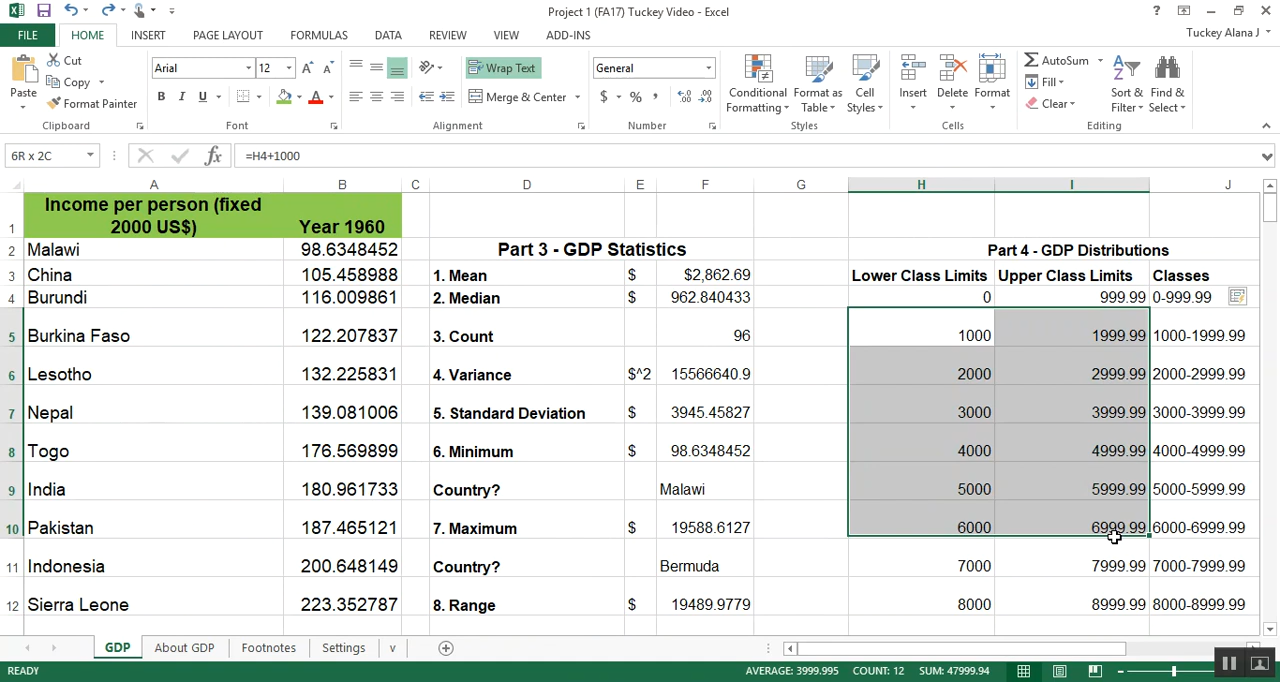 Project 1 (FA17) Tuckey Video - Excel
?
FILE HOME INSERT PAGE LAYOUT FORMULAS DATA REVIEW VIEW ADD-INS
Tuckey Alana J
Paste
Cut
Copy
Format Painter
Clipboard
Arial 12
B I U
Font
Wrap Text
Merge & Center
Alignment
General
$ % ,
Number
Conditional Formatting
Format as Table
Cell Styles
Styles
Insert
Delete
Format
Cells
AutoSum
Fill
Clear
Sort & Filter
Find & Select
Editing
6R x 2C fx =H4+1000
A B C D E F G H I J
1 Income per person (fixed 2000 US$) Year 1960
2 Malawi 98.6348452 Part 3 - GDP Statistics Part 4 - GDP Distributions
3 China 105.458988 1. Mean $ $2,862.69 Lower Class Limits Upper Class Limits Classes
4 Burundi 116.009861 2. Median $ 962.840433 0 999.99 0-999.99
5 Burkina Faso 122.207837 3. Count 96 1000 1999.99 1000-1999.99
6 Lesotho 132.225831 4. Variance $^2 15566640.9 2000 2999.99 2000-2999.99
7 Nepal 139.081006 5. Standard Deviation $ 3945.45827 3000 3999.99 3000-3999.99
8 Togo 176.569899 6. Minimum $ 98.6348452 4000 4999.99 4000-4999.99
9 India 180.961733 Country? Malawi 5000 5999.99 5000-5999.99
10 Pakistan 187.465121 7. Maximum $ 19588.6127 6000 6999.99 6000-6999.99
11 Indonesia 200.648149 Country? Bermuda 7000 7999.99 7000-7999.99
12 Sierra Leone 223.352787 8. Range $ 19489.9779 8000 8999.99 8000-8999.99
GDP About GDP Footnotes Settings v
READY AVERAGE: 3999.995 COUNT: 12 SUM: 47999.94